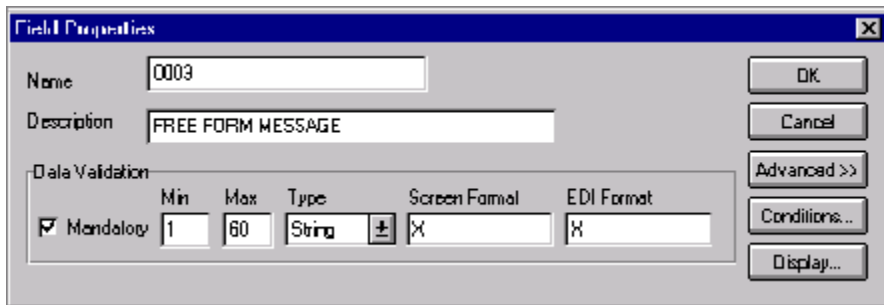 Field Properties
Name 0003
Description FREE FORM MESSAGE
OK
Cancel
Advanced >>
Conditions...
Display...
Data Validation
Min Max Type Screen Format EDI Format
Mandatory 1 60 String X X